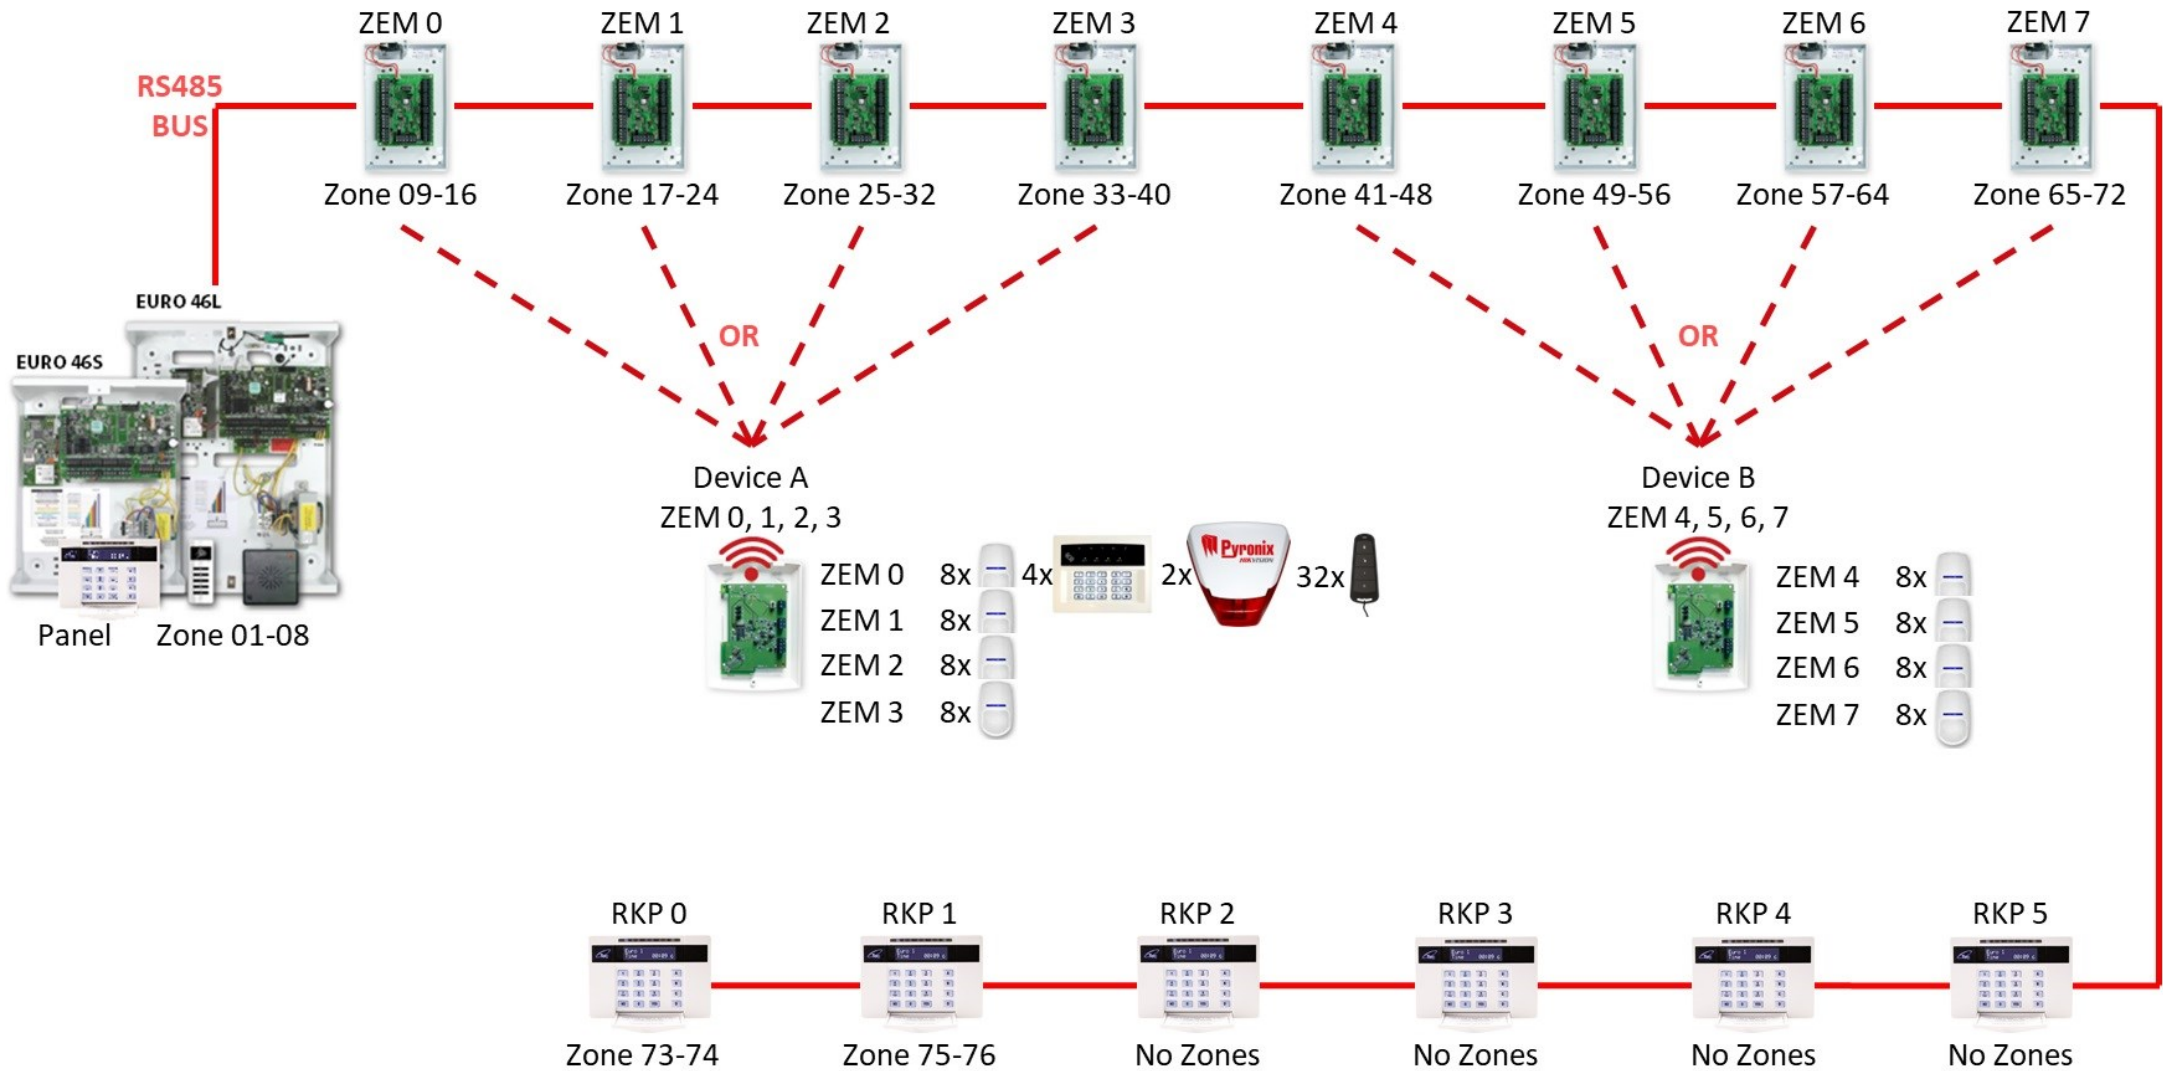 ZEM 0
ZEM 1
ZEM 2
ZEM 3
ZEM 4
ZEM 5
ZEM 6
ZEM 7
RS485
BUS
Zone 09-16
Zone 17-24
Zone 25-32
Zone 33-40
Zone 41-48
Zone 49-56
Zone 57-64
Zone 65-72
EURO 46L
EURO 46S
OR
OR
Panel
Zone 01-08
Device A
ZEM 0, 1, 2, 3
ZEM 0 8x 4x 2x 32x
Pyronix
HIKVISION
ZEM 1 8x
ZEM 2 8x
ZEM 3 8x
Device B
ZEM 4, 5, 6, 7
ZEM 4 8x
ZEM 5 8x
ZEM 6 8x
ZEM 7 8x
RKP 0
RKP 1
RKP 2
RKP 3
RKP 4
RKP 5
Zone 73-74
Zone 75-76
No Zones
No Zones
No Zones
No Zones